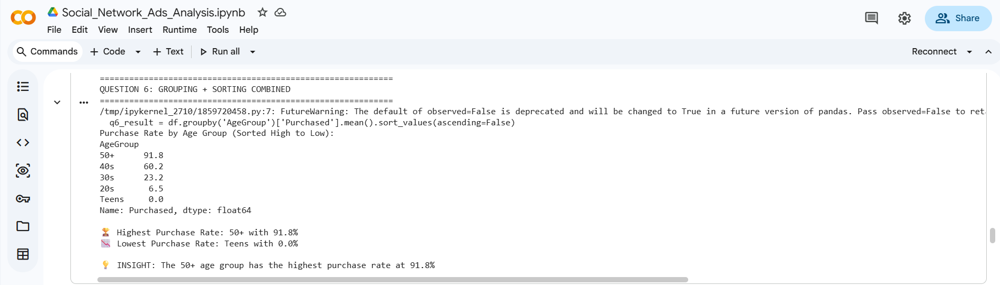 Social_Network_Ads_Analysis.ipynb
File Edit View Insert Runtime Tools Help
Share
Commands + Code + Text Run all
Reconnect
============================================================
QUESTION 6: GROUPING + SORTING COMBINED
============================================================
/tmp/ipykernel_2710/1859720458.py:7: FutureWarning: The default of observed=False is deprecated and will be changed to True in a future version of pandas. Pass observed=False to
q6_result = df.groupby('AgeGroup')['Purchased'].mean().sort_values(ascending=False)
Purchase Rate by Age Group (Sorted High to Low):
AgeGroup
50+ 91.8
40s 60.2
30s 23.2
20s 6.5
Teens 0.0
Name: Purchased, dtype: float64
🏆 Highest Purchase Rate: 50+ with 91.8%
📉 Lowest Purchase Rate: Teens with 0.0%
💡 INSIGHT: The 50+ age group has the highest purchase rate at 91.8%